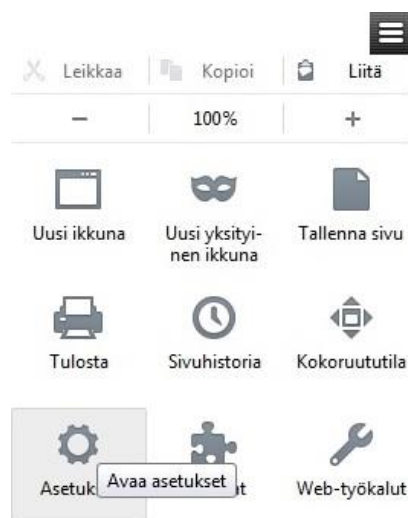 Leikkaa Kopioi Liitä
− 100% +
Uusi ikkuna Uusi yksityi-
nen ikkuna Tallenna sivu
Tulosta Sivuhistoria Kokoruututila
Avaa asetukset
Web-työkalut